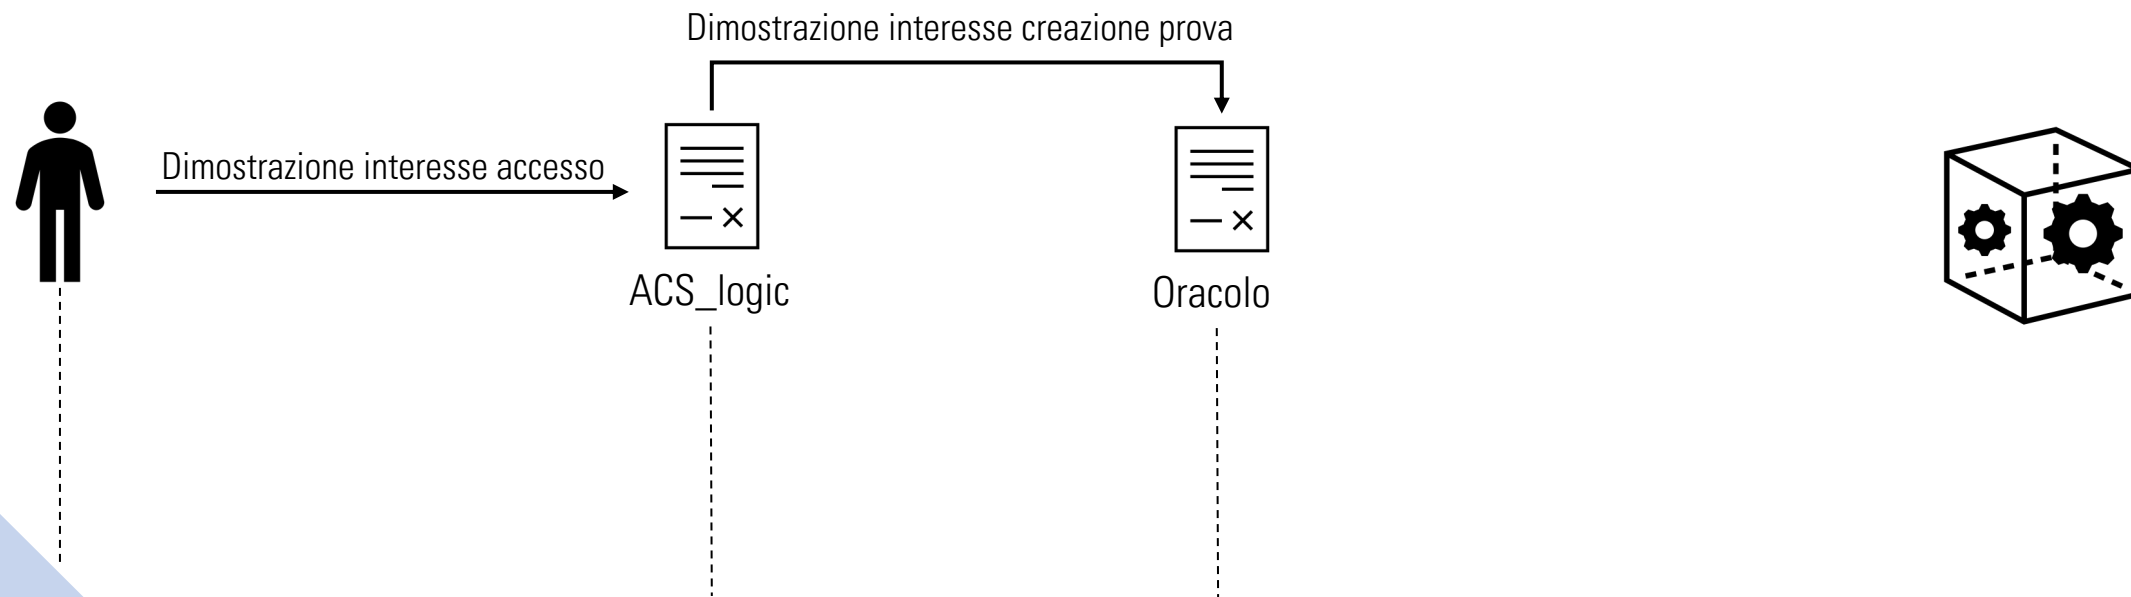 Dimostrazione interesse creazione prova
Dimostrazione interesse accesso
ACS_logic
Oracolo